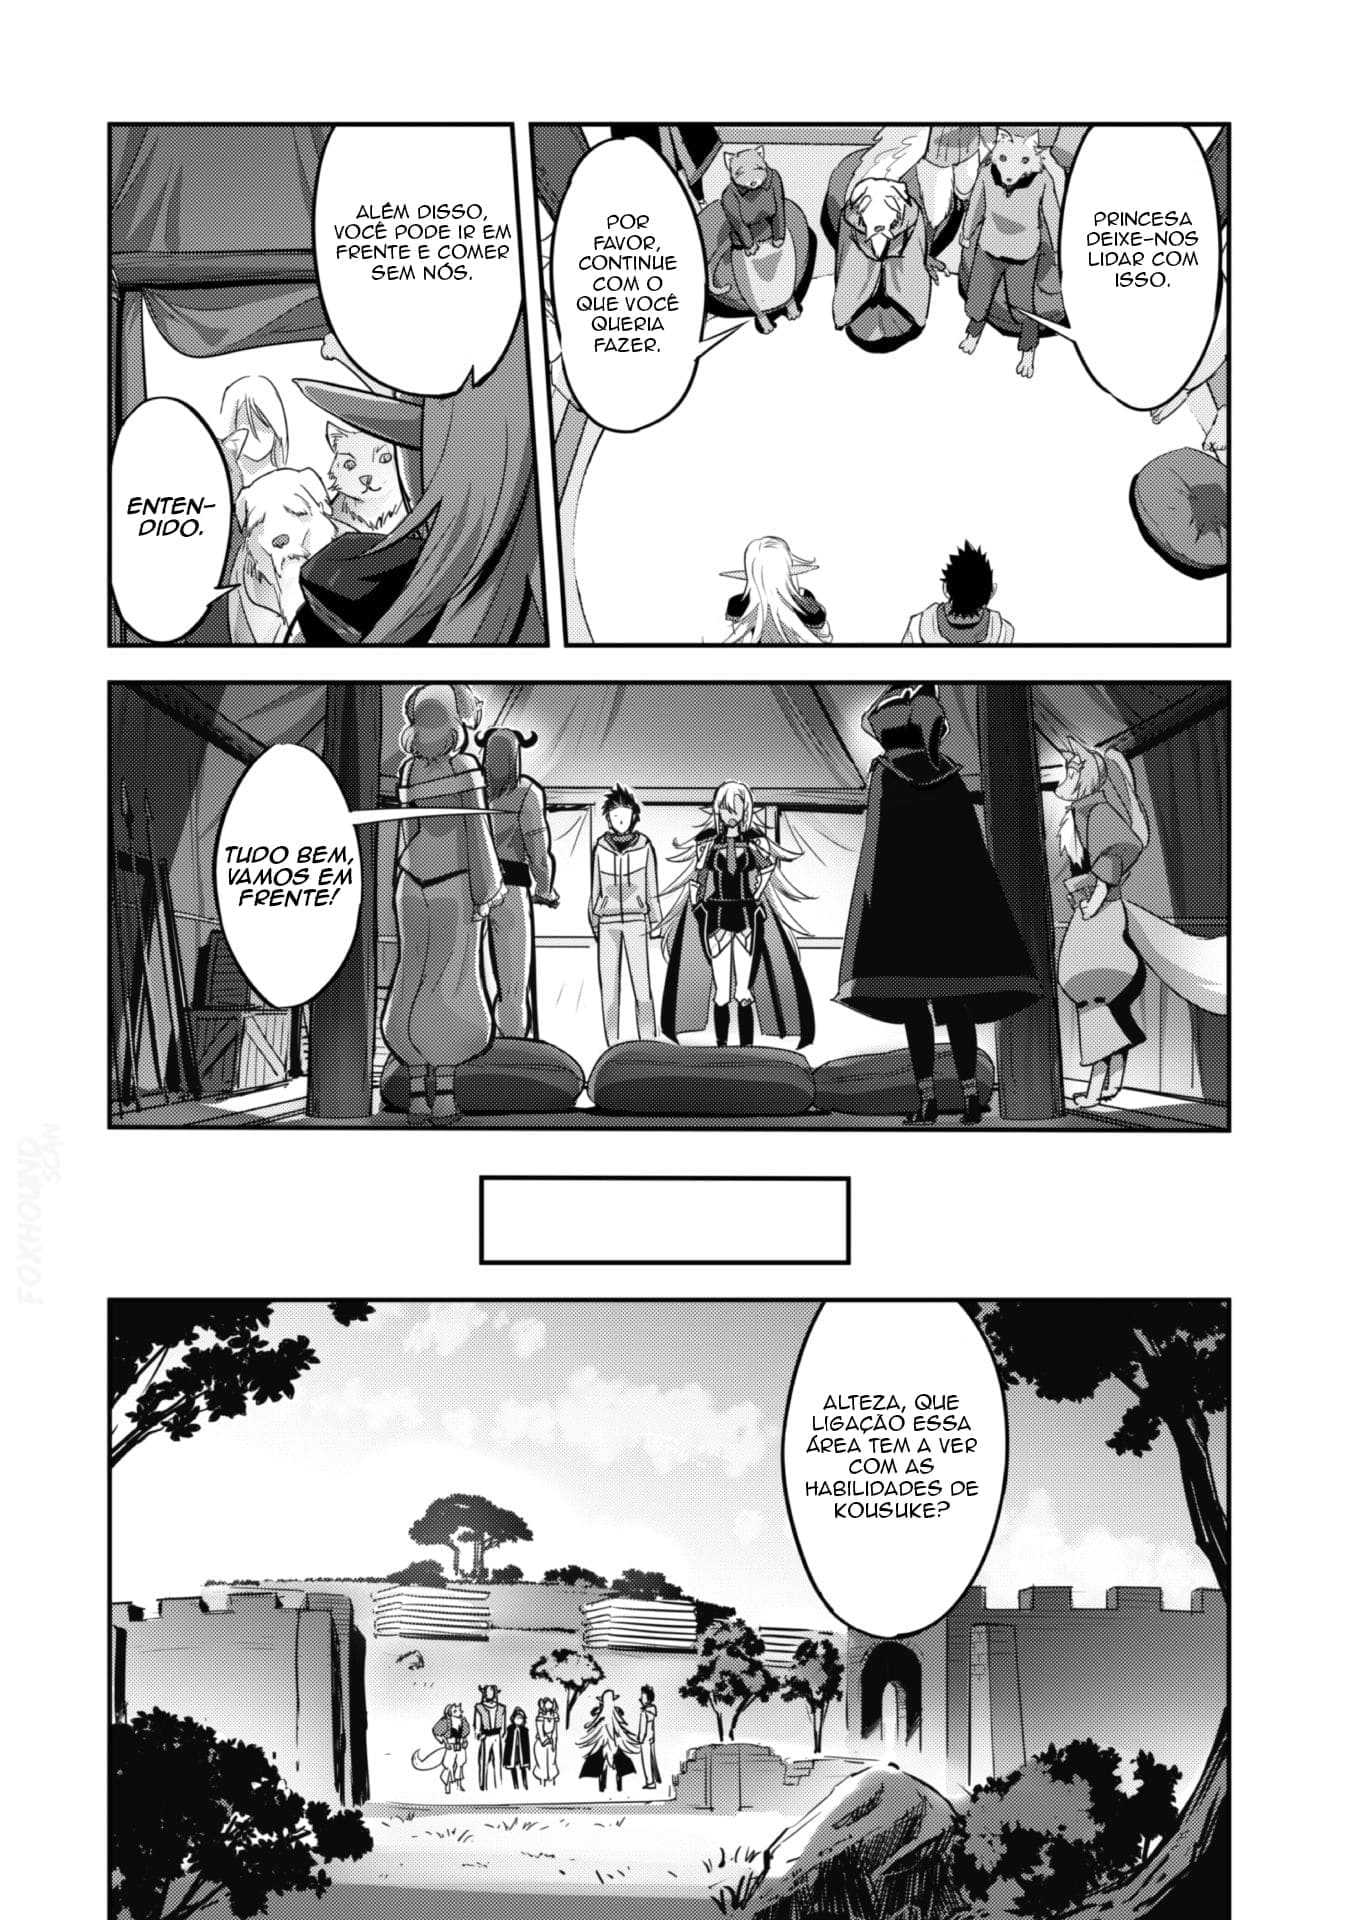 PRINCESA
DEIXE-NOS
LIDAR COM
ISSO.
POR
FAVOR,
CONTINUE
COM O
QUE VOCÊ
QUERIA
FAZER.
ALÉM DISSO,
VOCÊ PODE IR EM
FRENTE E COMER
SEM NÓS.
ENTEN-
DIDO.
TUDO BEM,
VAMOS EM
FRENTE!
ALTEZA, QUE
LIGAÇÃO ESSA
ÁREA TEM A VER
COM AS
HABILIDADES DE
KOUSUKE?
FOXHOUND
SCAN